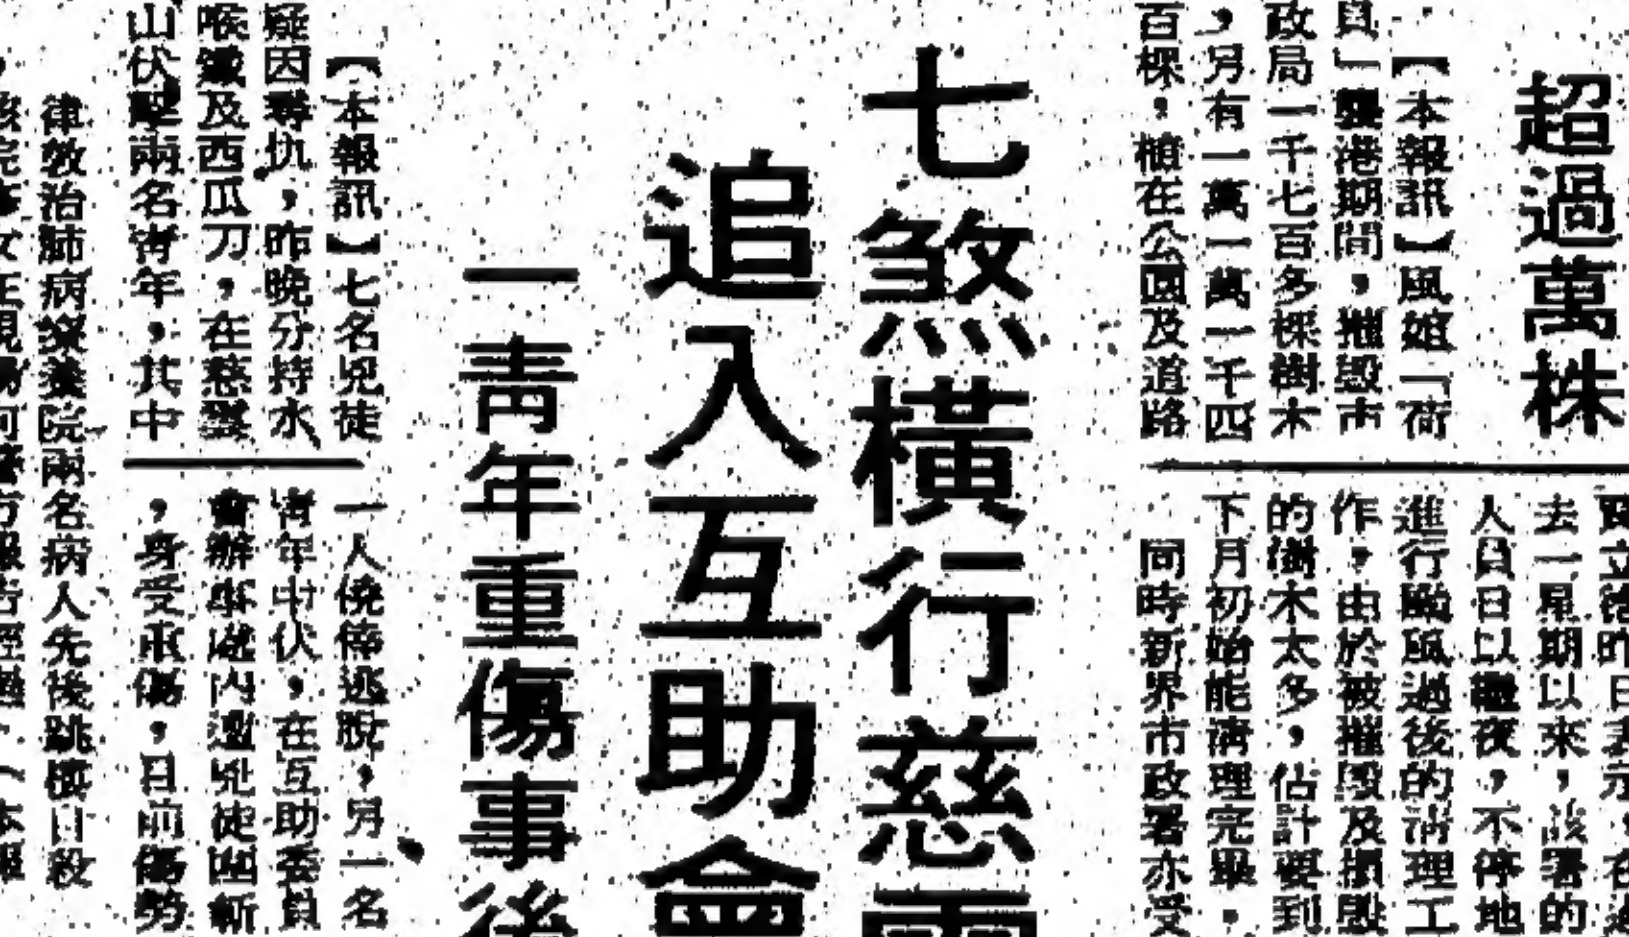 超過萬株
【本報訊】風姐「荷
貝」襲港期間，摧毀市
政局一千七百多棵樹木
，另有一萬一萬一千四
百棵，植在公園及道路
去一星期以來，該署的
人員日以繼夜，不停地
進行颱風過後的清理工
作，由於被摧毀及損毀
的樹木太多，估計要到
下月初始能清理完畢。
同時新界市政署亦受
七煞橫行慈雲
追入互助會
一青年重傷事後
【本報訊】七名兇徒
疑因尋仇，昨晚分持水
喉鐵及西瓜刀，在慈雲
山伏擊兩名青年，其中
一人僥倖逃脫，另一名
青年中伏，在互助委員
會辦事處內遭兇徒狂斬
，身受重傷，目前傷勢
律敦治肺病療養院兩名病人先後跳樓自殺